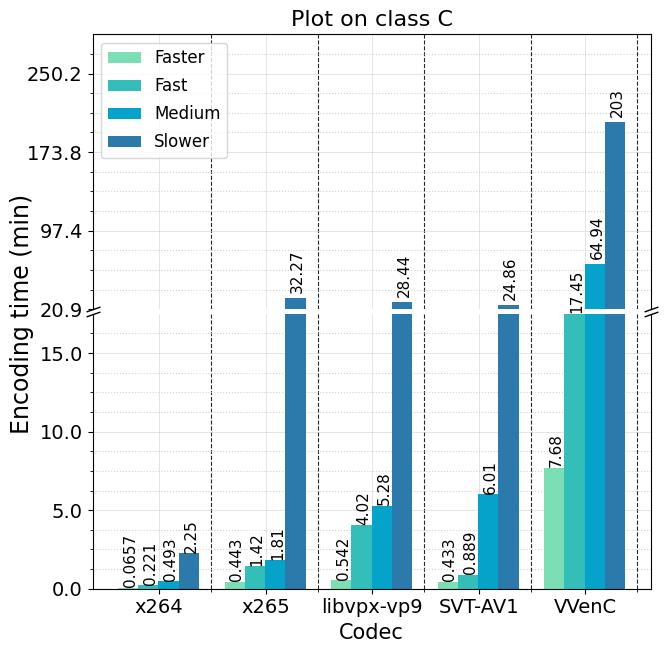 Plot on class C
Faster
Fast
Medium
Slower
Encoding time (min)
250.2
173.8
97.4
20.9
15.0
10.0
5.0
0.0
0.0657
0.221
0.493
2.25
0.443
1.42
1.81
32.27
0.542
4.02
5.28
28.44
0.433
0.889
6.01
24.86
7.68
17.45
64.94
203
x264
x265
libvpx-vp9
SVT-AV1
VVenC
Codec